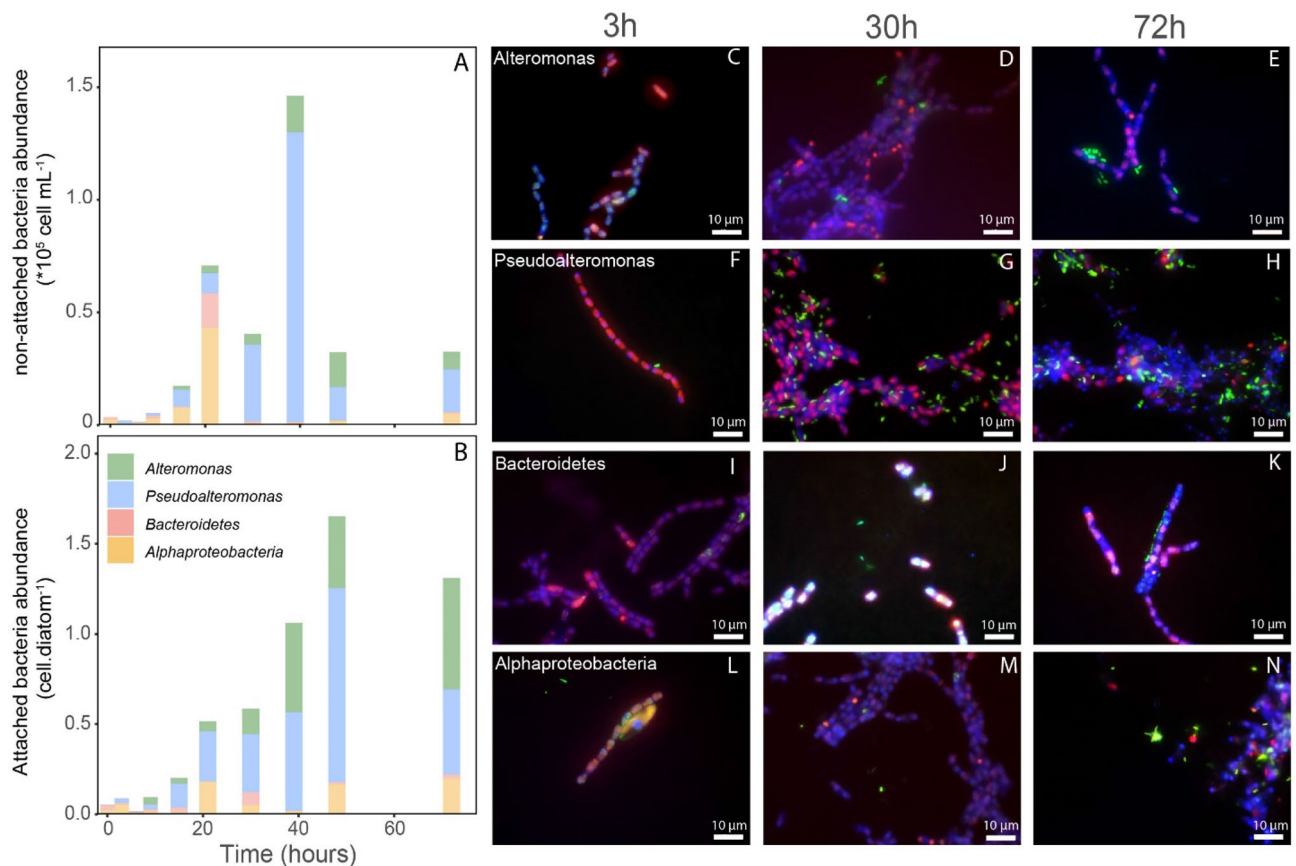 3h
30h
72h
A
non-attached bacteria abundance
(*10⁵ cell mL⁻¹)
1.5
1.0
0.5
0
B
Attached bacteria abundance
(cell.diatom⁻¹)
2.0
1.5
1.0
0.5
0.0
Alteromonas
Pseudoalteromonas
Bacteroidetes
Alphaproteobacteria
0
20
40
60
Time (hours)
Alteromonas
C
10 µm
D
10 µm
E
10 µm
Pseudoalteromonas
F
10 µm
G
10 µm
H
10 µm
Bacteroidetes
I
10 µm
J
10 µm
K
10 µm
Alphaproteobacteria
L
10 µm
M
10 µm
N
10 µm